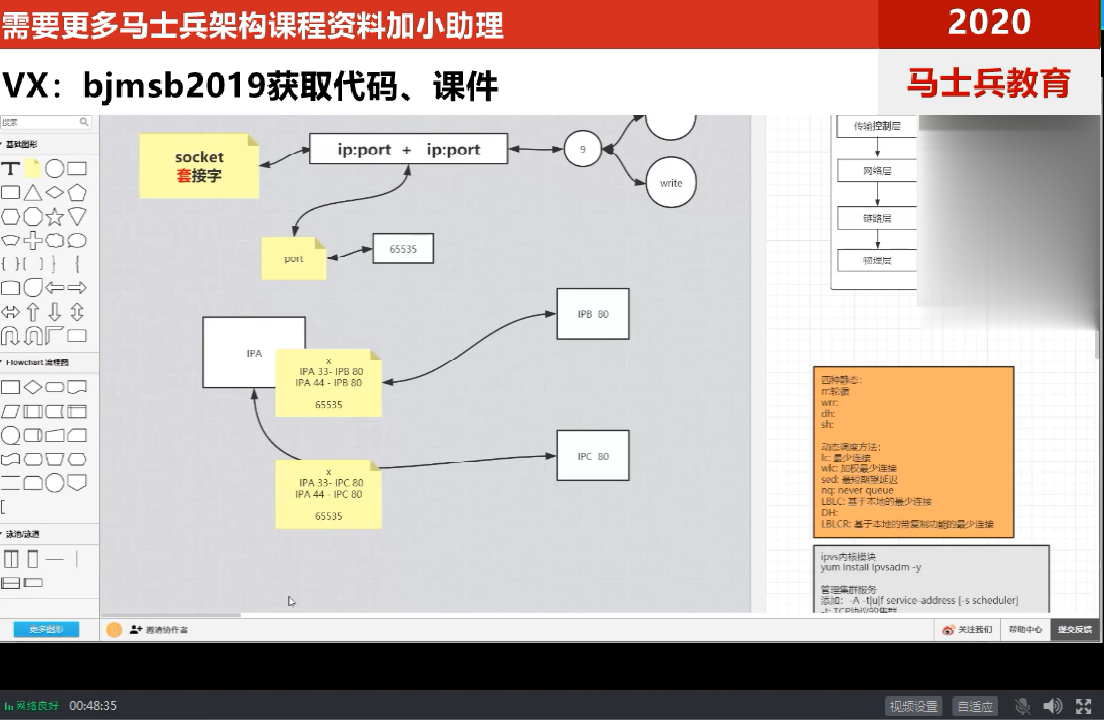 需要更多马士兵架构课程资料加小助理
2020
VX：bjmsb2019获取代码、课件
马士兵教育
搜索
基础图形
T
socket
套接字
ip:port + ip:port
9
write
port
65535
IPA
x
IPA 33- IPB 80
IPA 44 - IPB 80
65535
IPB 80
x
IPA 33- IPC 80
IPA 44 - IPC 80
65535
IPC 80
传输控制层
网络层
链路层
物理层
Flowchart 流程图
泳池/泳道
四种静态：
rr:轮循
wrr:
dh:
sh:
动态调度方法：
lc: 最少连接
wlc: 加权最少连接
sed: 最短期望延迟
nq: never queue
LBLC: 基于本地的最少连接
DH:
LBLCR: 基于本地的带复制功能的最少连接
ipvs内核模块
yum install ipvsadm -y
管理集群服务
添加：-A -t|u|f service-address [-s scheduler]
-t: TCP协议的集群
更多图形
邀请协作者
关注我们
帮助中心
提交反馈
网络良好
00:48:35
视频设置
自适应